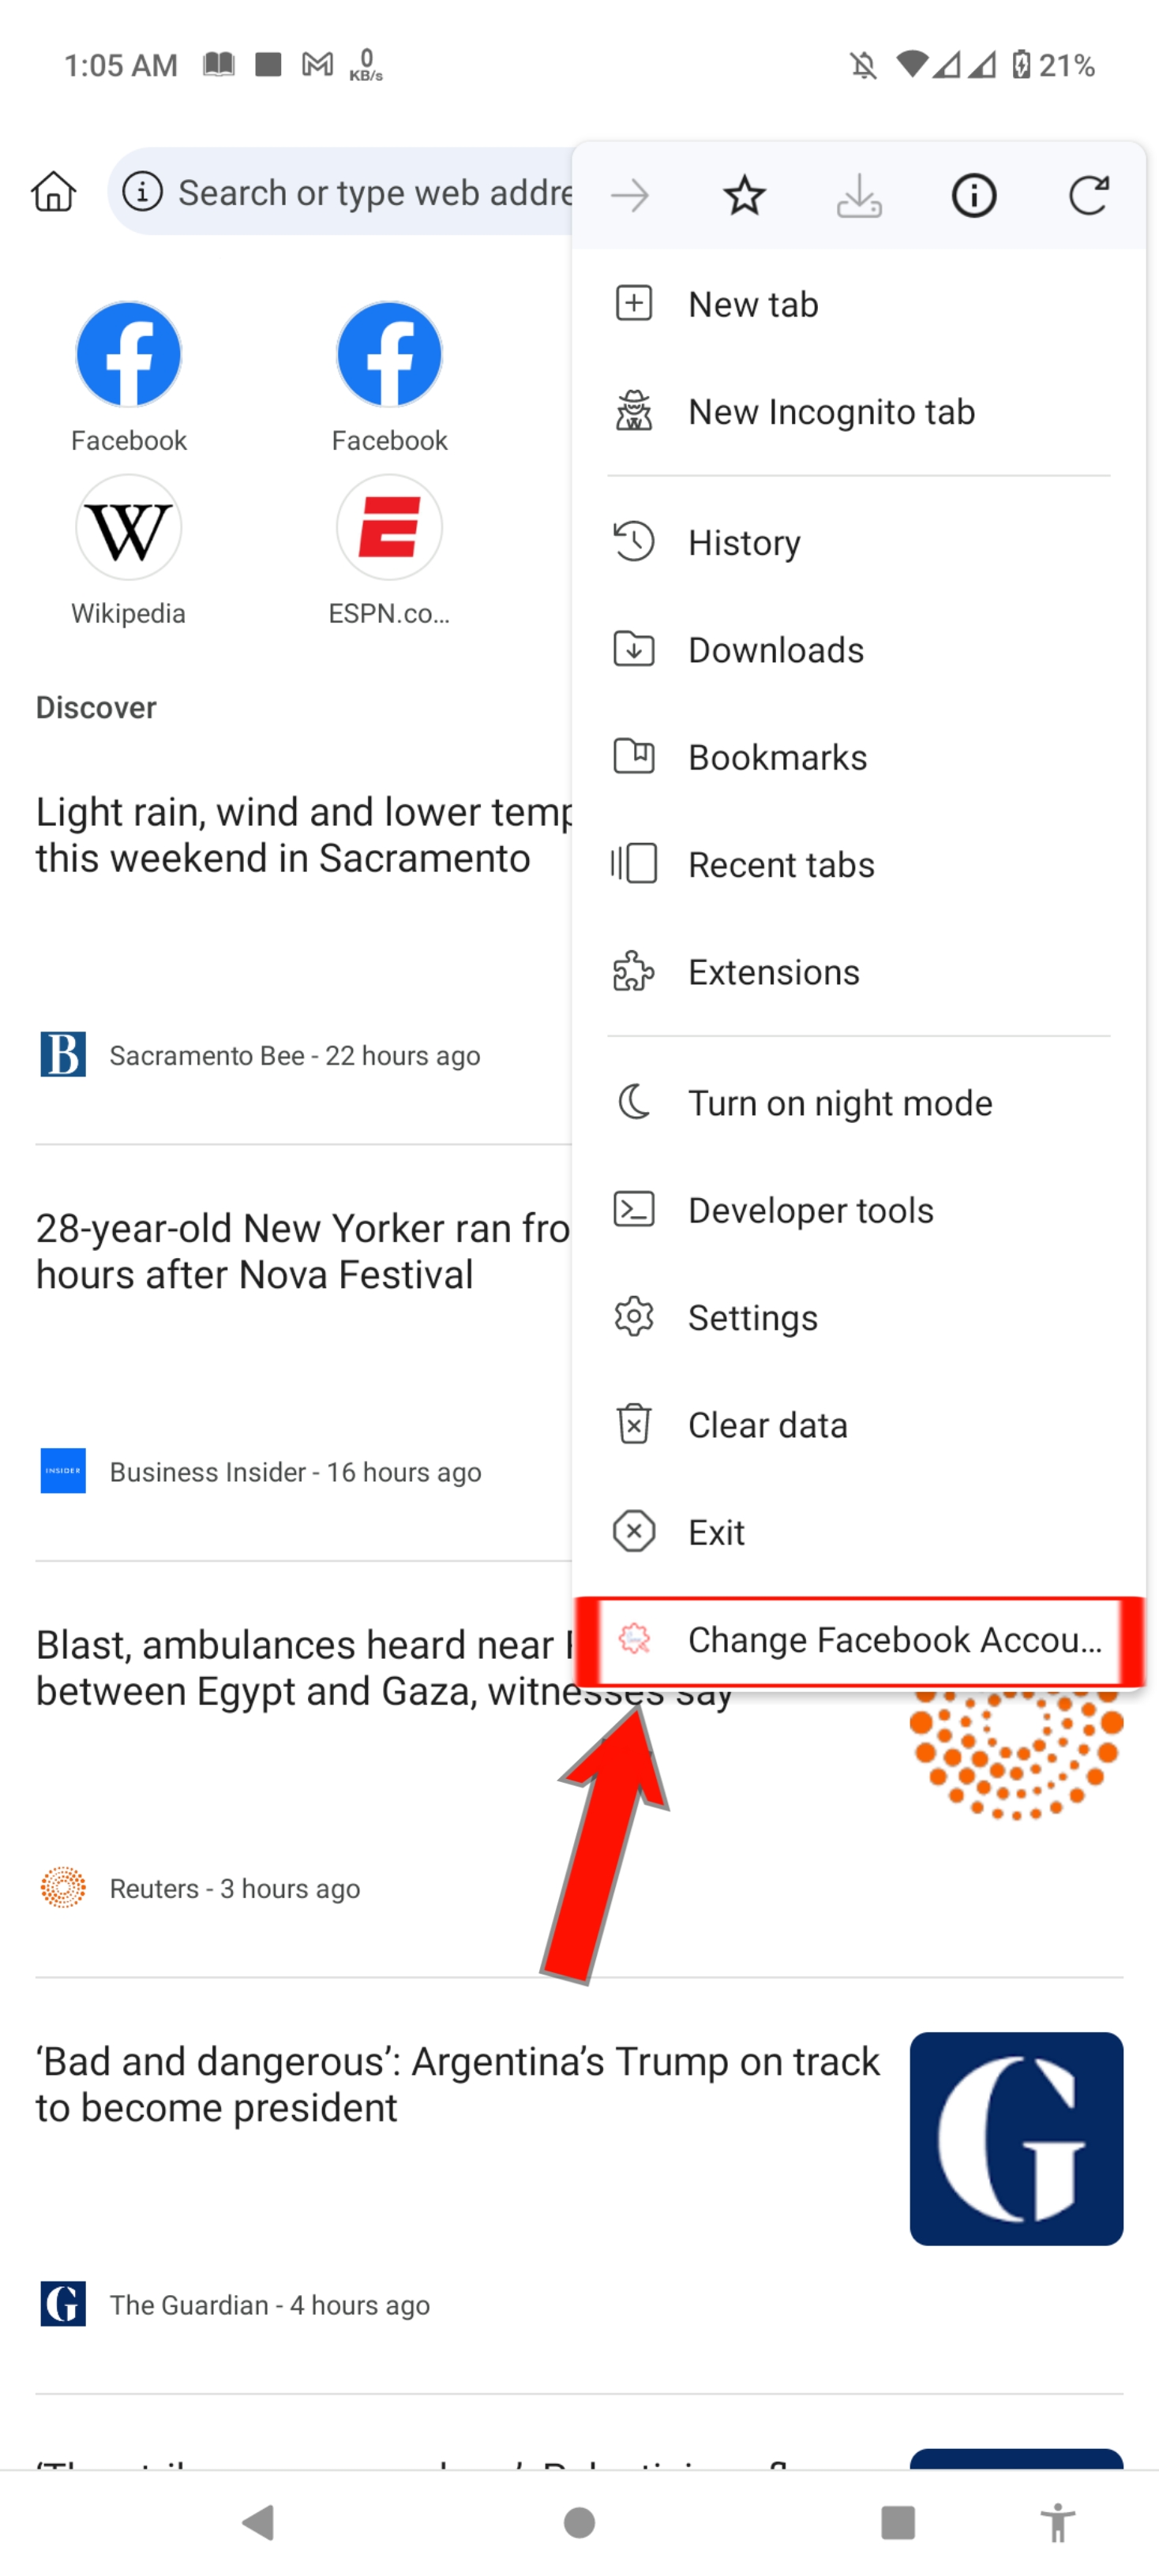 1:05 AM
0
KB/s
21%
Search or type web addre
New tab
New Incognito tab
History
Downloads
Bookmarks
Recent tabs
Extensions
Turn on night mode
Developer tools
Settings
Clear data
Exit
Change Facebook Accou...
Facebook
Facebook
W
Wikipedia
ESPN.co...
Discover
Light rain, wind and lower temp
this weekend in Sacramento
B
Sacramento Bee - 22 hours ago
28-year-old New Yorker ran fro
hours after Nova Festival
INSIDER
Business Insider - 16 hours ago
Blast, ambulances heard near
between Egypt and Gaza, witnesses say
Reuters - 3 hours ago
‘Bad and dangerous’: Argentina’s Trump on track
to become president
G
G
The Guardian - 4 hours ago